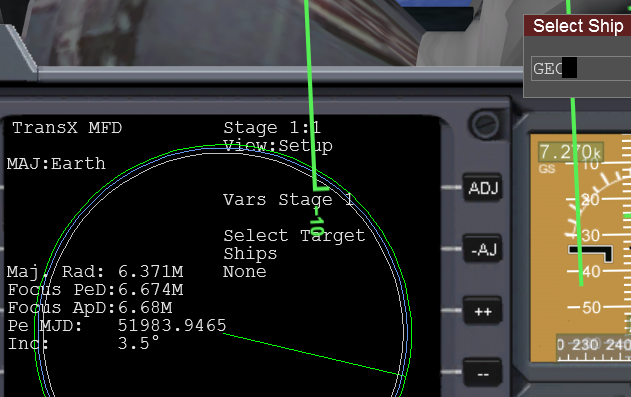 Select Ship
GEO
TransX MFD
Stage 1:1
View:Setup
MAJ:Earth
Vars Stage 1
Select Target
Ships
None
Maj. Rad: 6.371M
Focus PeD:6.674M
Focus ApD:6.68M
Pe MJD: 51983.9465
Inc: 3.5°
-10
ADJ
-AJ
++
--
7.270k
GS
10
-20
-30
-40
-50
0 230 240